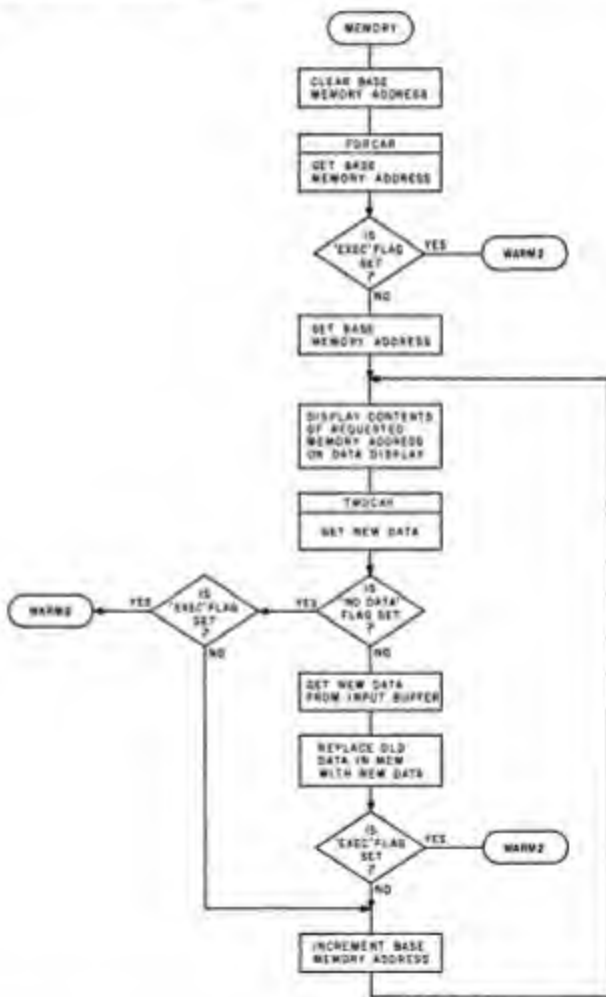 MEMORY
CLEAR BASE
MEMORY ADDRESS
FORCAR
GET BASE
MEMORY ADDRESS
IS
"EXEC" FLAG
SET
?
YES
WARM2
NO
GET BASE
MEMORY ADDRESS
DISPLAY CONTENTS
OF REQUESTED
MEMORY ADDRESS
ON DATA DISPLAY
TWOCAR
GET NEW DATA
IS
"NO DATA"
FLAG SET
?
YES
IS
"EXEC" FLAG
SET
?
YES
WARM2
NO
NO
GET NEW DATA
FROM INPUT BUFFER
REPLACE OLD
DATA IN MEM
WITH NEW DATA
IS
"EXEC" FLAG
SET
?
YES
WARM2
NO
INCREMENT BASE
MEMORY ADDRESS